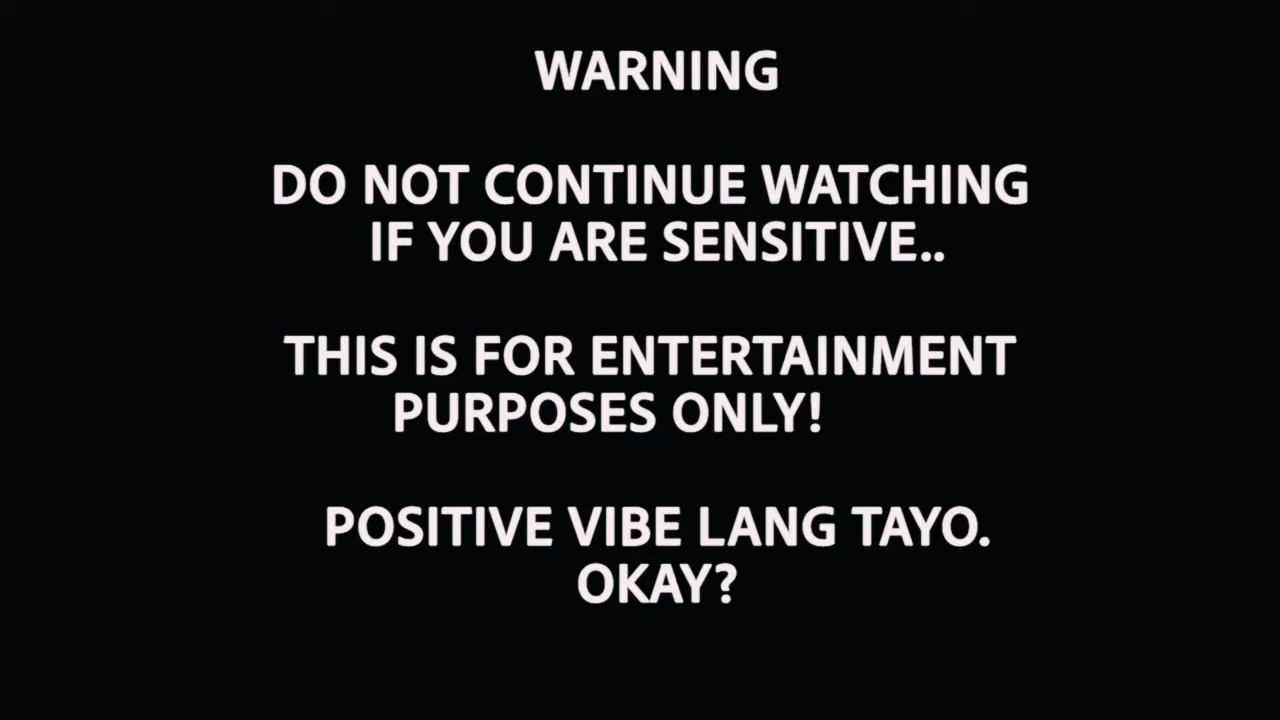 WARNING
DO NOT CONTINUE WATCHING
IF YOU ARE SENSITIVE..
THIS IS FOR ENTERTAINMENT
PURPOSES ONLY!
POSITIVE VIBE LANG TAYO.
OKAY?